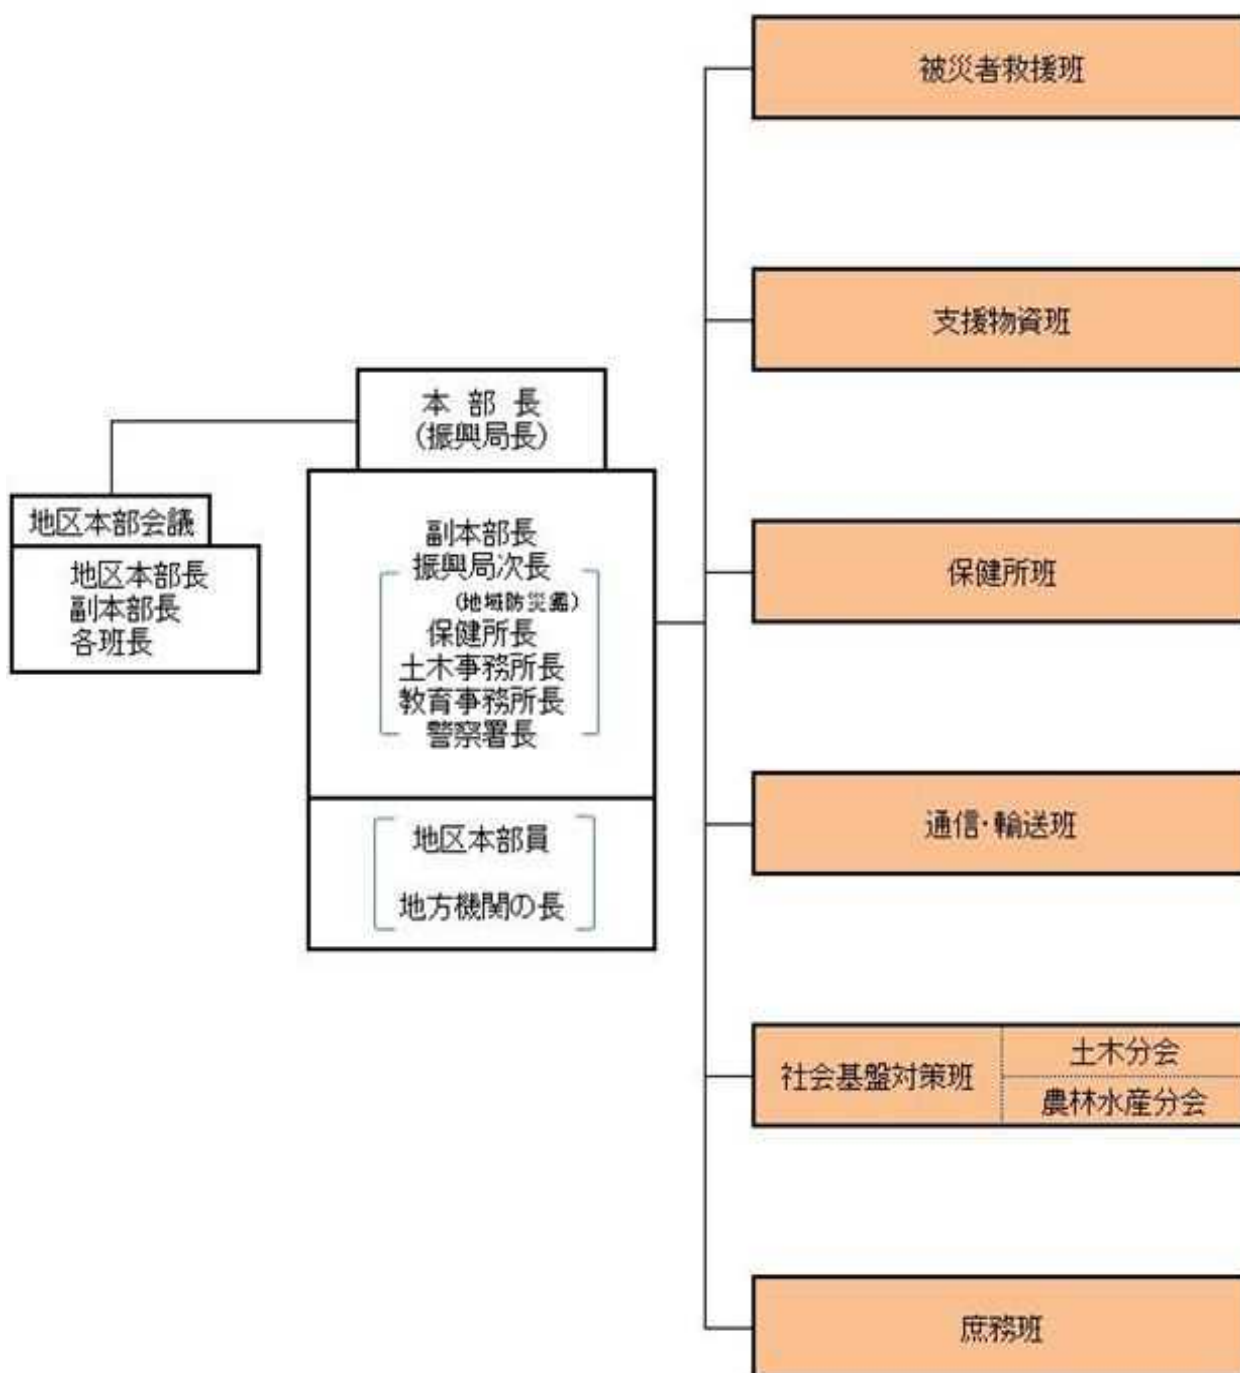 被災者救援班
支援物資班
本部長
(振興局長)
地区本部会議
地区本部長
副本部長
各班長
副本部長
振興局次長
(地域防災監)
保健所長
土木事務所長
教育事務所長
警察署長
地区本部員
地方機関の長
保健所班
通信・輸送班
社会基盤対策班
土木分会
農林水産分会
庶務班